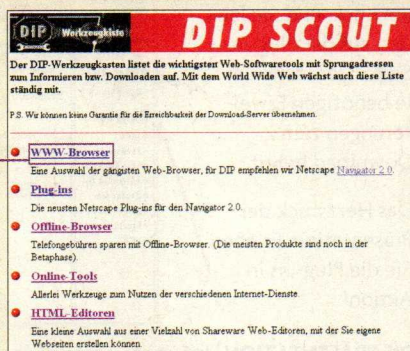 DIP Werkzeugkiste DIP SCOUT
Der DIP-Werkzeugkasten listet die wichtigsten Web-Softwaretools mit Sprungadressen
zum Informieren bzw. Downloaden auf. Mit dem World Wide Web wächst auch diese Liste
ständig mit.
P.S. Wir können keine Garantie für die Erreichbarkeit der Download-Server übernehmen.
WWW-Browser
Eine Auswahl der gängisten Web-Browser, für DIP empfehlen wir Netscape Navigator 2.0.
Plug-ins
Die neusten Netscape Plug-ins für den Navigator 2.0.
Offline-Browser
Telefongebühren sparen mit Offline-Browser. (Die meisten Produkte sind noch in der
Betaphase).
Online-Tools
Allerlei Werkzeuge zum Nutzen der verschiedenen Internet-Dienste.
HTML-Editoren
Eine kleine Auswahl aus einer Vielzahl von Shareware Web-Editoren, mit der Sie eigene
Webseiten erstellen können.